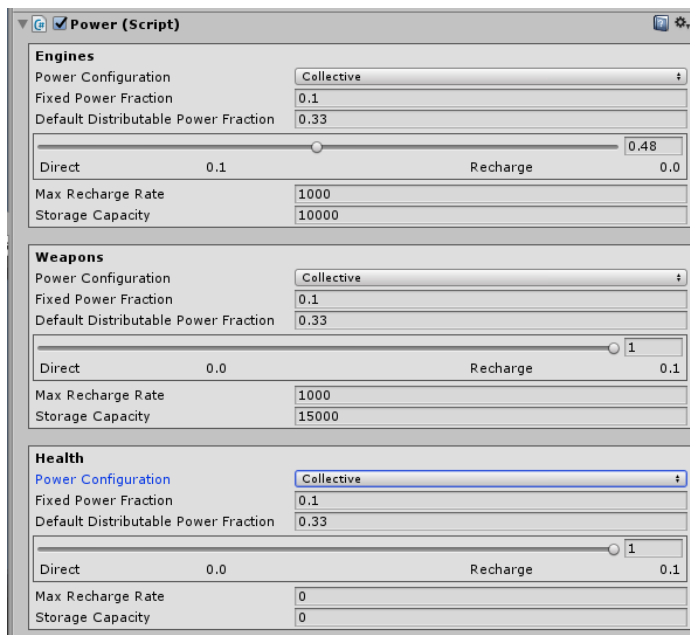 Power (Script)
Engines
Power Configuration Collective
Fixed Power Fraction 0.1
Default Distributable Power Fraction 0.33
0.48
Direct 0.1 Recharge 0.0
Max Recharge Rate 1000
Storage Capacity 10000
Weapons
Power Configuration Collective
Fixed Power Fraction 0.1
Default Distributable Power Fraction 0.33
1
Direct 0.0 Recharge 0.1
Max Recharge Rate 1000
Storage Capacity 15000
Health
Power Configuration Collective
Fixed Power Fraction 0.1
Default Distributable Power Fraction 0.33
1
Direct 0.0 Recharge 0.1
Max Recharge Rate 0
Storage Capacity 0